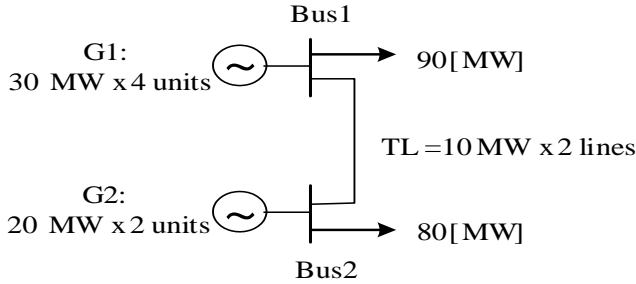 Bus1
G1:
30 MW x 4 units
~
90[MW]
TL =10 MW x 2 lines
G2:
20 MW x 2 units
~
80[MW]
Bus2